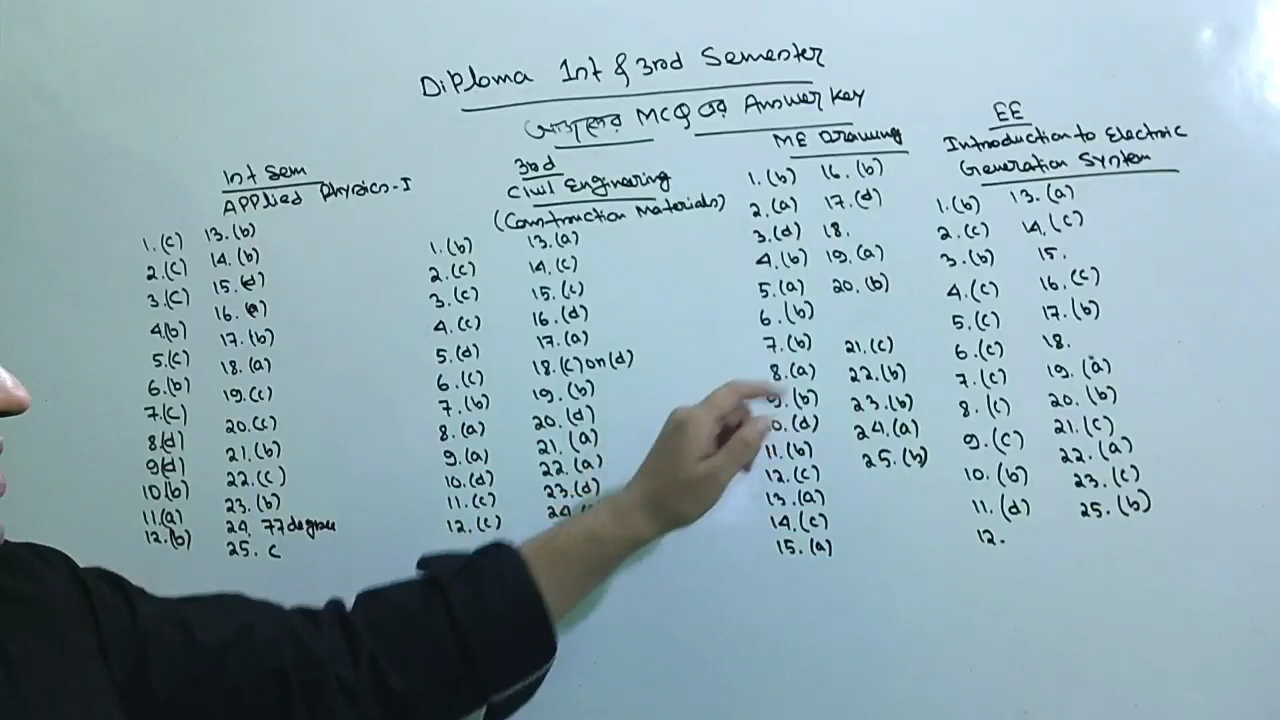 Diploma 1st & 3rd Semester
MCQ এর Answer Key
1st Sem
Applied Physics-I
1.(c) 13.(b)
2.(c) 14.(b)
3.(c) 15.(d)
4.(b) 16.(a)
5.(c) 17.(b)
6.(b) 18.(a)
7.(c) 19.(c)
8.(d) 20.(c)
9.(d) 21.(b)
10.(b) 22.(c)
11.(a) 23.(b)
12.(b) 24. 77 degree
25. c
3rd
Civil Engineering
(Construction Materials)
1.(b) 13.(a)
2.(c) 14.(c)
3.(c) 15.(c)
4.(c) 16.(d)
5.(d) 17.(a)
6.(c) 18.(c) or (d)
7.(b) 19.(b)
8.(a) 20.(d)
9.(a) 21.(a)
10.(d) 22.(a)
11.(c) 23.(d)
12.(c) 24.
ME Drawing
1.(b) 16.(b)
2.(a) 17.(d)
3.(d) 18.
4.(b) 19.(a)
5.(a) 20.(b)
6.(b)
7.(b) 21.(c)
8.(a) 22.(b)
9.(b) 23.(b)
0.(d) 24.(a)
11.(b) 25.(b)
12.(c)
13.(a)
14.(c)
15.(a)
EE
Introduction to Electric
Generation System
1.(b) 13.(a)
2.(c) 14.(c)
3.(b) 15.
4.(c) 16.(c)
5.(c) 17.(b)
6.(c) 18.
7.(c) 19.(a)
8.(c) 20.(b)
9.(c) 21.(c)
10.(b) 22.(a)
11.(d) 23.(c)
12. 25.(b)